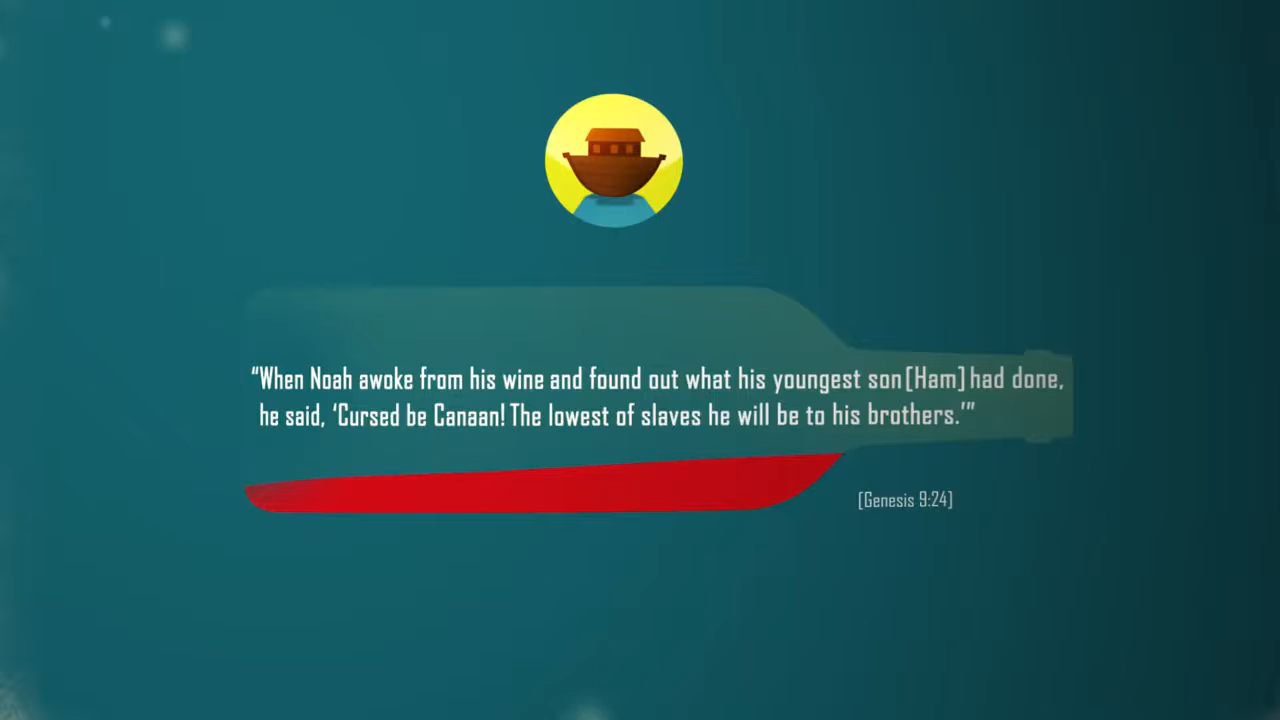 “When Noah awoke from his wine and found out what his youngest son[Ham]had done,
he said, ‘Cursed be Canaan! The lowest of slaves he will be to his brothers.’”
[Genesis 9:24]